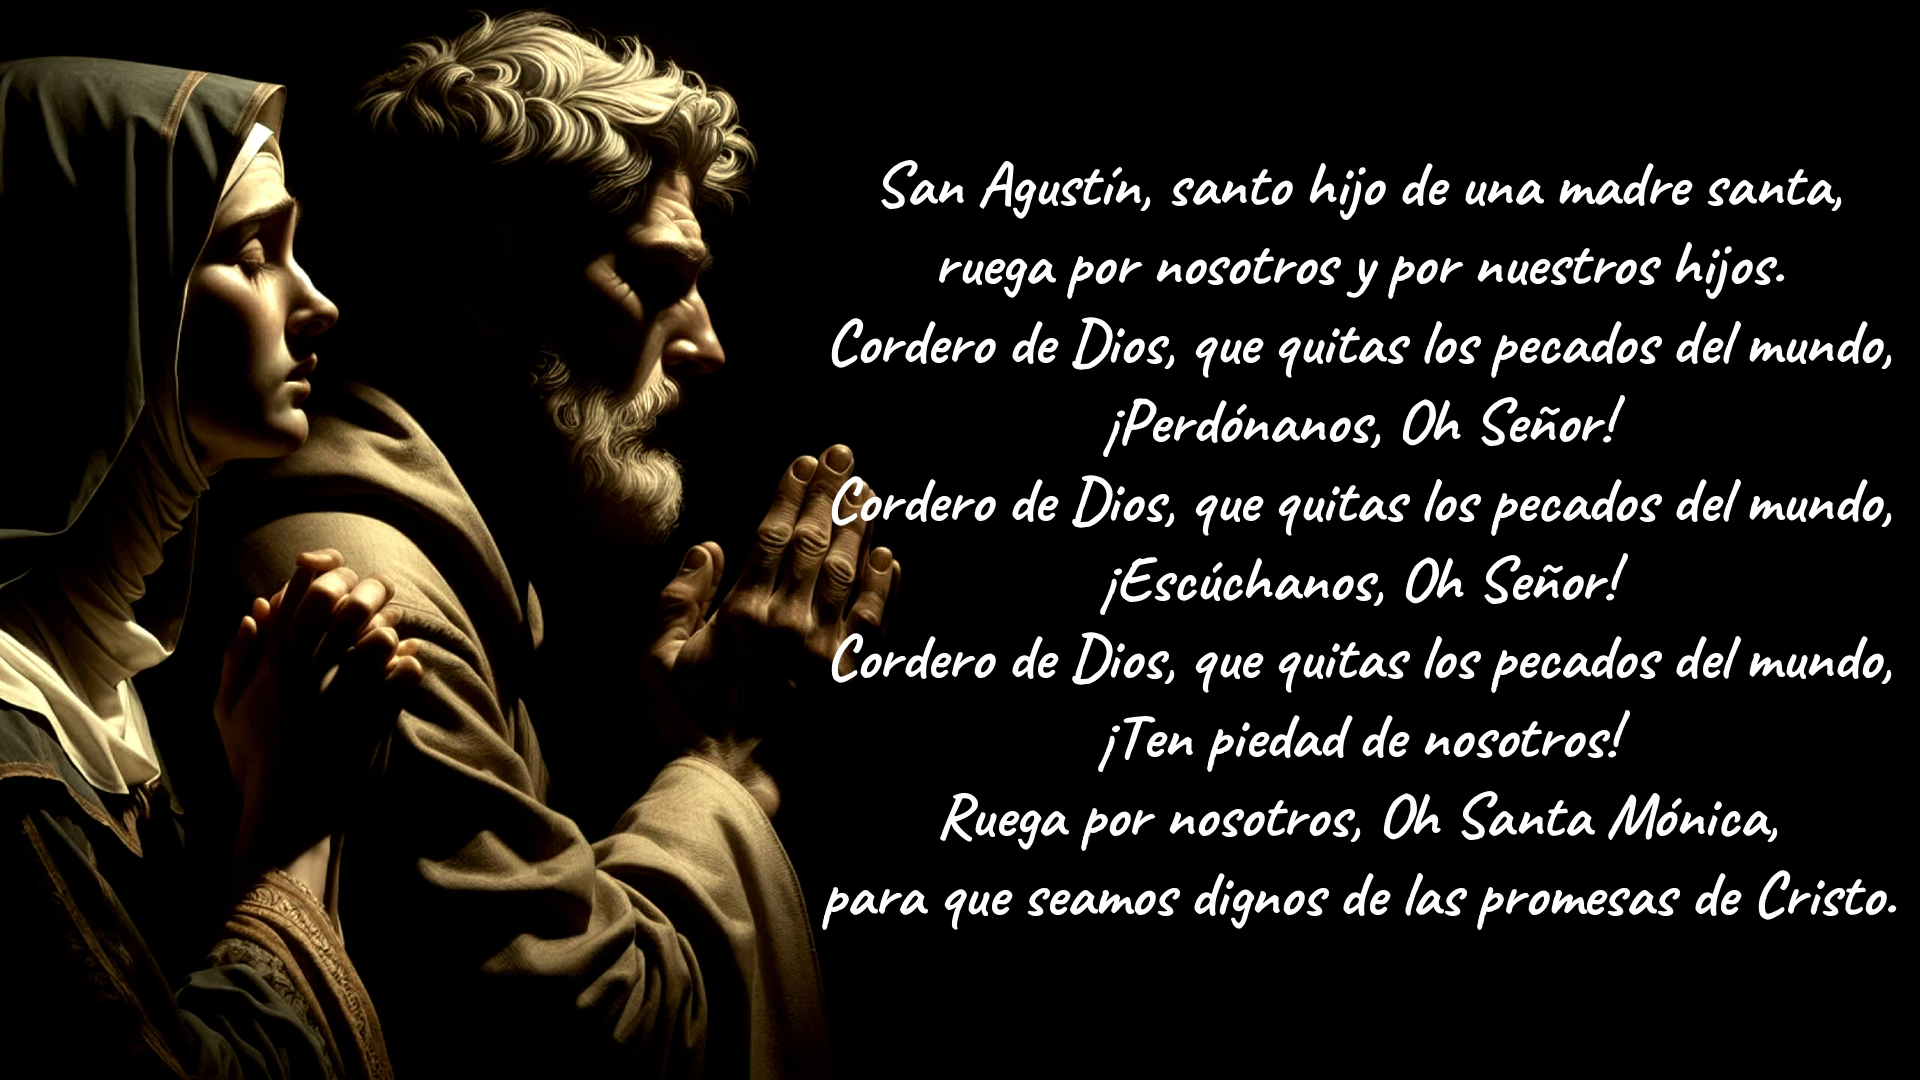 San Agustín, santo hijo de una madre santa,
ruega por nosotros y por nuestros hijos.
Cordero de Dios, que quitas los pecados del mundo,
¡Perdónanos, Oh Señor!
Cordero de Dios, que quitas los pecados del mundo,
¡Escúchanos, Oh Señor!
Cordero de Dios, que quitas los pecados del mundo,
¡Ten piedad de nosotros!
Ruega por nosotros, Oh Santa Mónica,
para que seamos dignos de las promesas de Cristo.